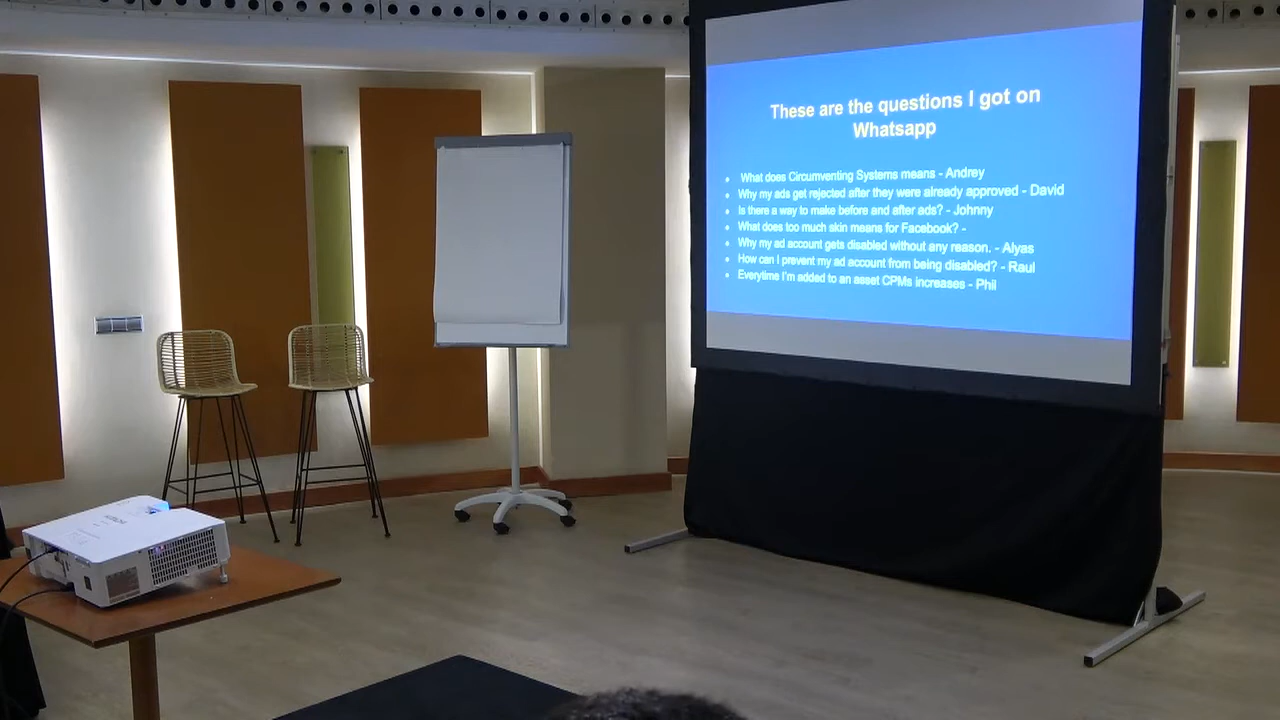 These are the questions I got on
Whatsapp
What does Circumventing Systems means - Andrey
Why my ads get rejected after they were already approved - David
Is there a way to make before and after ads? - Johnny
What does too much skin means for Facebook? -
Why my ad account gets disabled without any reason. - Alyas
How can I prevent my ad account from being disabled? - Raul
Everytime I'm added to an asset CPMs increases - Phil